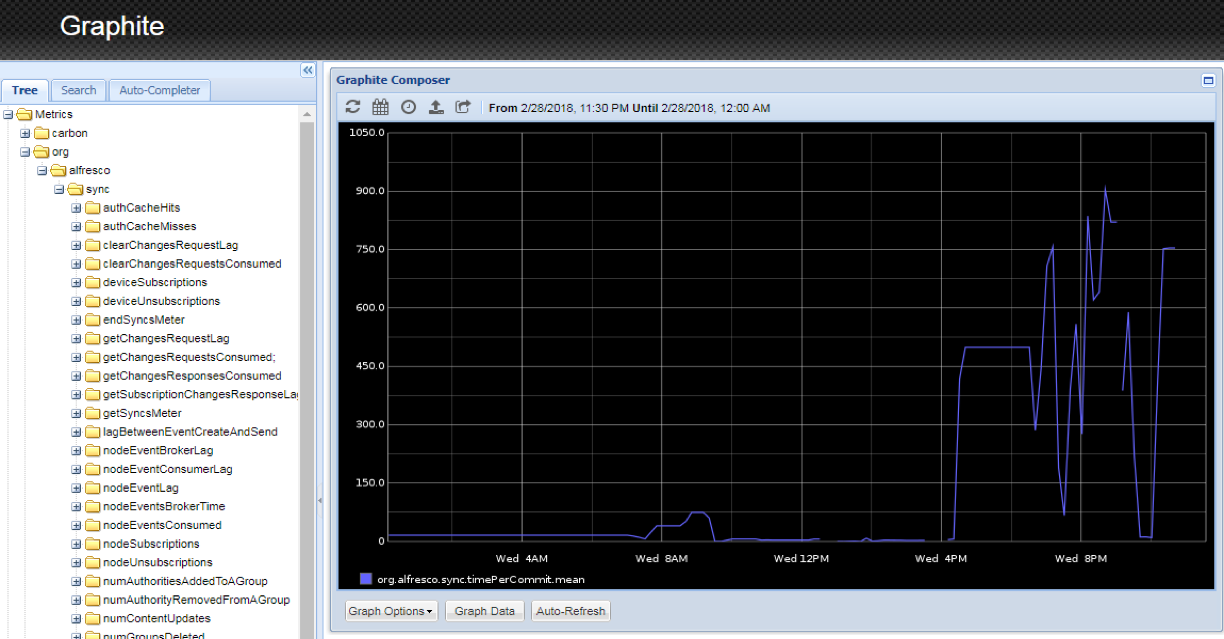 Graphite
Tree Search Auto-Completer
Metrics
carbon
org
alfresco
sync
authCacheHits
authCacheMisses
clearChangesRequestLag
clearChangesRequestsConsumed
deviceSubscriptions
deviceUnsubscriptions
endSyncsMeter
getChangesRequestLag
getChangesRequestsConsumed;
getChangesResponsesConsumed
getSubscriptionChangesResponseLag
getSyncsMeter
lagBetweenEventCreateAndSend
nodeEventBrokerLag
nodeEventConsumerLag
nodeEventLag
nodeEventsBrokerTime
nodeEventsConsumed
nodeSubscriptions
nodeUnsubscriptions
numAuthoritiesAddedToAGroup
numAuthorityRemovedFromAGroup
numContentUpdates
numGroupsDeleted
Graphite Composer
From 2/28/2018, 11:30 PM Until 2/28/2018, 12:00 AM
1050.0
900.0
750.0
600.0
450.0
300.0
150.0
0
Wed 4AM Wed 8AM Wed 12PM Wed 4PM Wed 8PM
org.alfresco.sync.timePerCommit.mean
Graph Options Graph Data Auto-Refresh